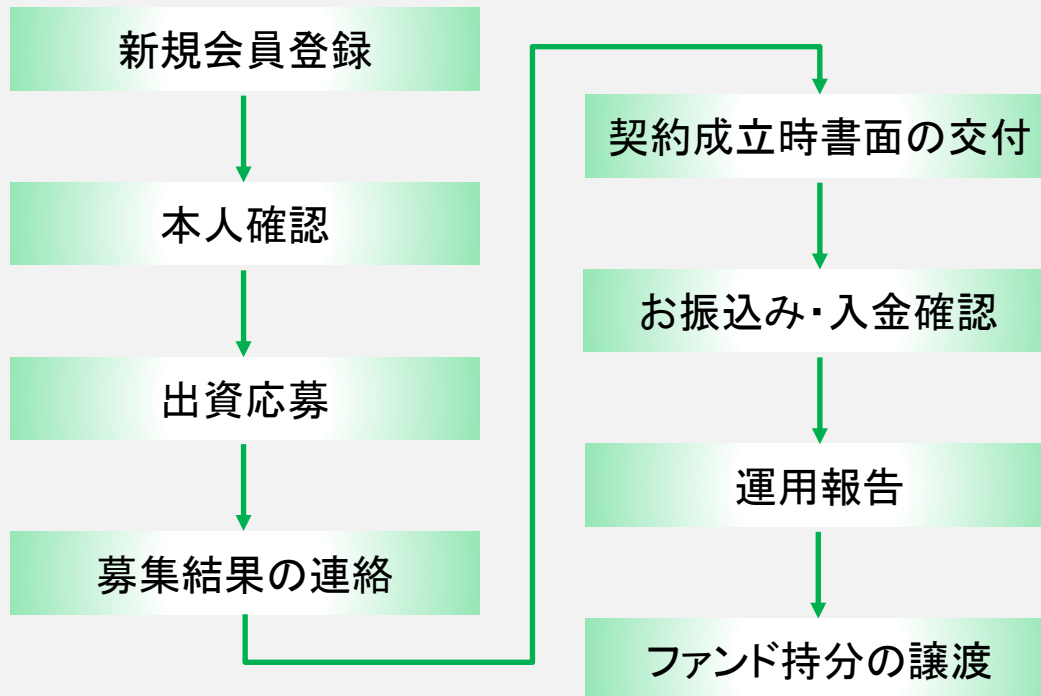 新規会員登録
本人確認
出資応募
募集結果の連絡
契約成立時書面の交付
お振込み・入金確認
運用報告
ファンド持分の譲渡